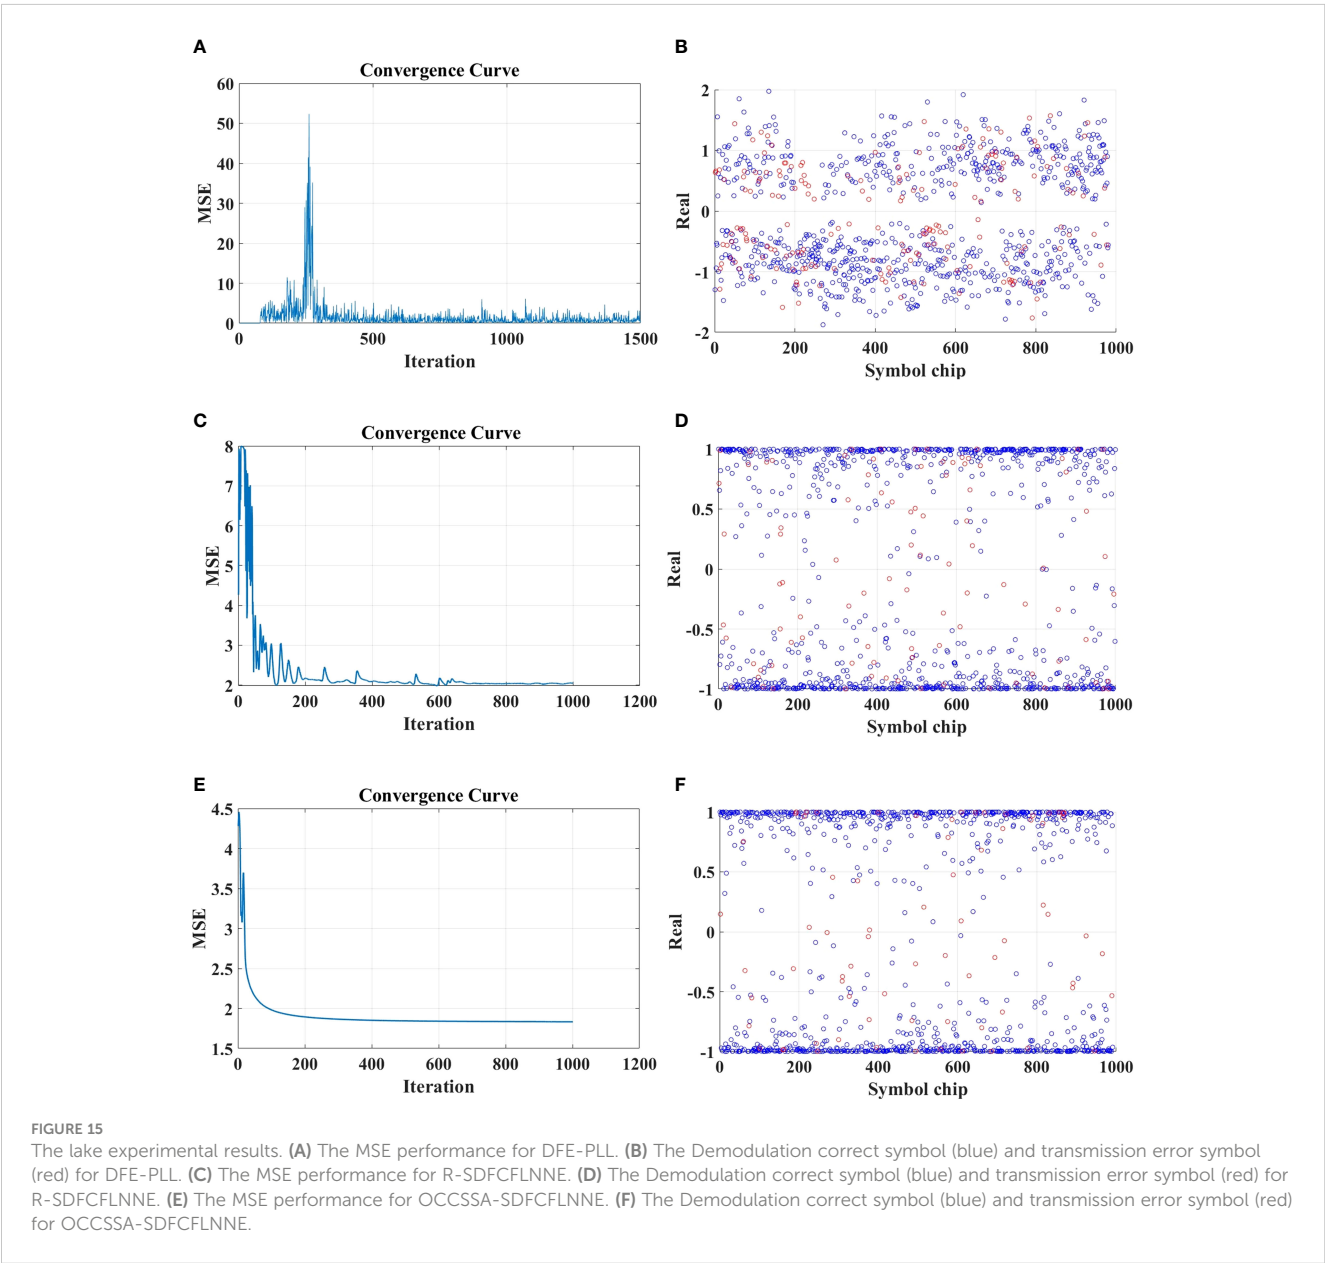 A
Convergence Curve
60
50
40
30
20
10
0
MSE
0 500 1000 1500
Iteration
B
2
1
0
-1
-2
Real
0 200 400 600 800 1000
Symbol chip
C
Convergence Curve
8
7
6
5
4
3
2
MSE
0 200 400 600 800 1000 1200
Iteration
D
1
0.5
0
-0.5
-1
Real
0 200 400 600 800 1000
Symbol chip
E
Convergence Curve
4.5
4
3.5
3
2.5
2
1.5
MSE
0 200 400 600 800 1000 1200
Iteration
F
1
0.5
0
-0.5
-1
Real
0 200 400 600 800 1000
Symbol chip
FIGURE 15
The lake experimental results. (A) The MSE performance for DFE-PLL. (B) The Demodulation correct symbol (blue) and transmission error symbol
(red) for DFE-PLL. (C) The MSE performance for R-SDFCFLNNE. (D) The Demodulation correct symbol (blue) and transmission error symbol (red) for
R-SDFCFLNNE. (E) The MSE performance for OCCSSA-SDFCFLNNE. (F) The Demodulation correct symbol (blue) and transmission error symbol (red)
for OCCSSA-SDFCFLNNE.